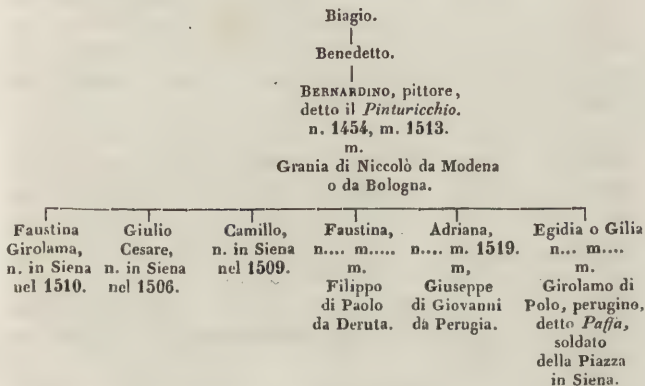 Biagio.
Benedetto.
BERNARDINO, pittore,
detto il Pinturicchio.
n. 1454, m. 1513.
m.
Grania di Niccolò da Modena
o da Bologna.
Faustina
Girolama,
n. in Siena
uel 1510.
Giulio
Cesare,
n. in Siena
nel 1506.
Camillo,
n. in Siena
nel 1509.
Faustina,
n.... m.....
m.
Filippo
di Paolo
da Deruta.
Adriana,
n.... m. 1519.
m,
Giuseppe
di Giovanni
da Perugia.
Egidia o Gilia
n... m....
m.
Girolamo di
Polo, perugino,
detto Paffa,
soldato
della Piazza
in Siena.